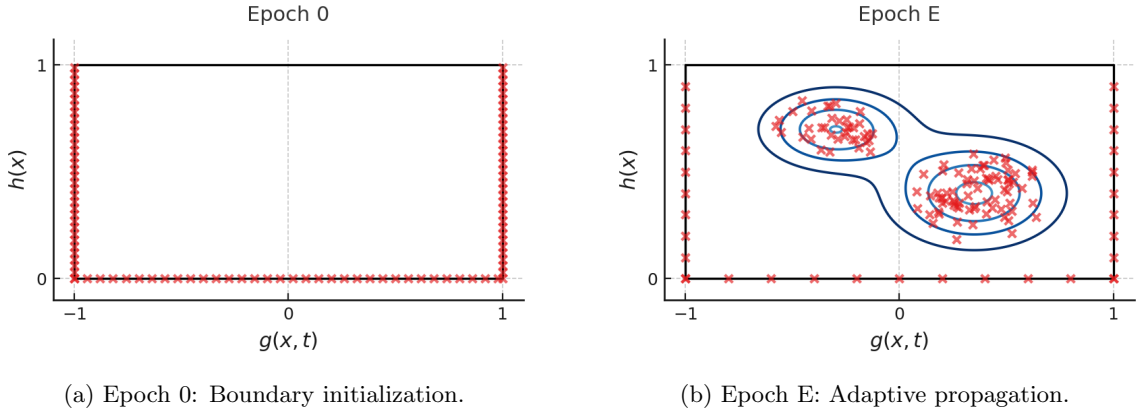 Epoch 0
1
h(x)
0
−1
0
1
g(x, t)
(a) Epoch 0: Boundary initialization.
Epoch E
1
h(x)
0
−1
0
1
g(x, t)
(b) Epoch E: Adaptive propagation.